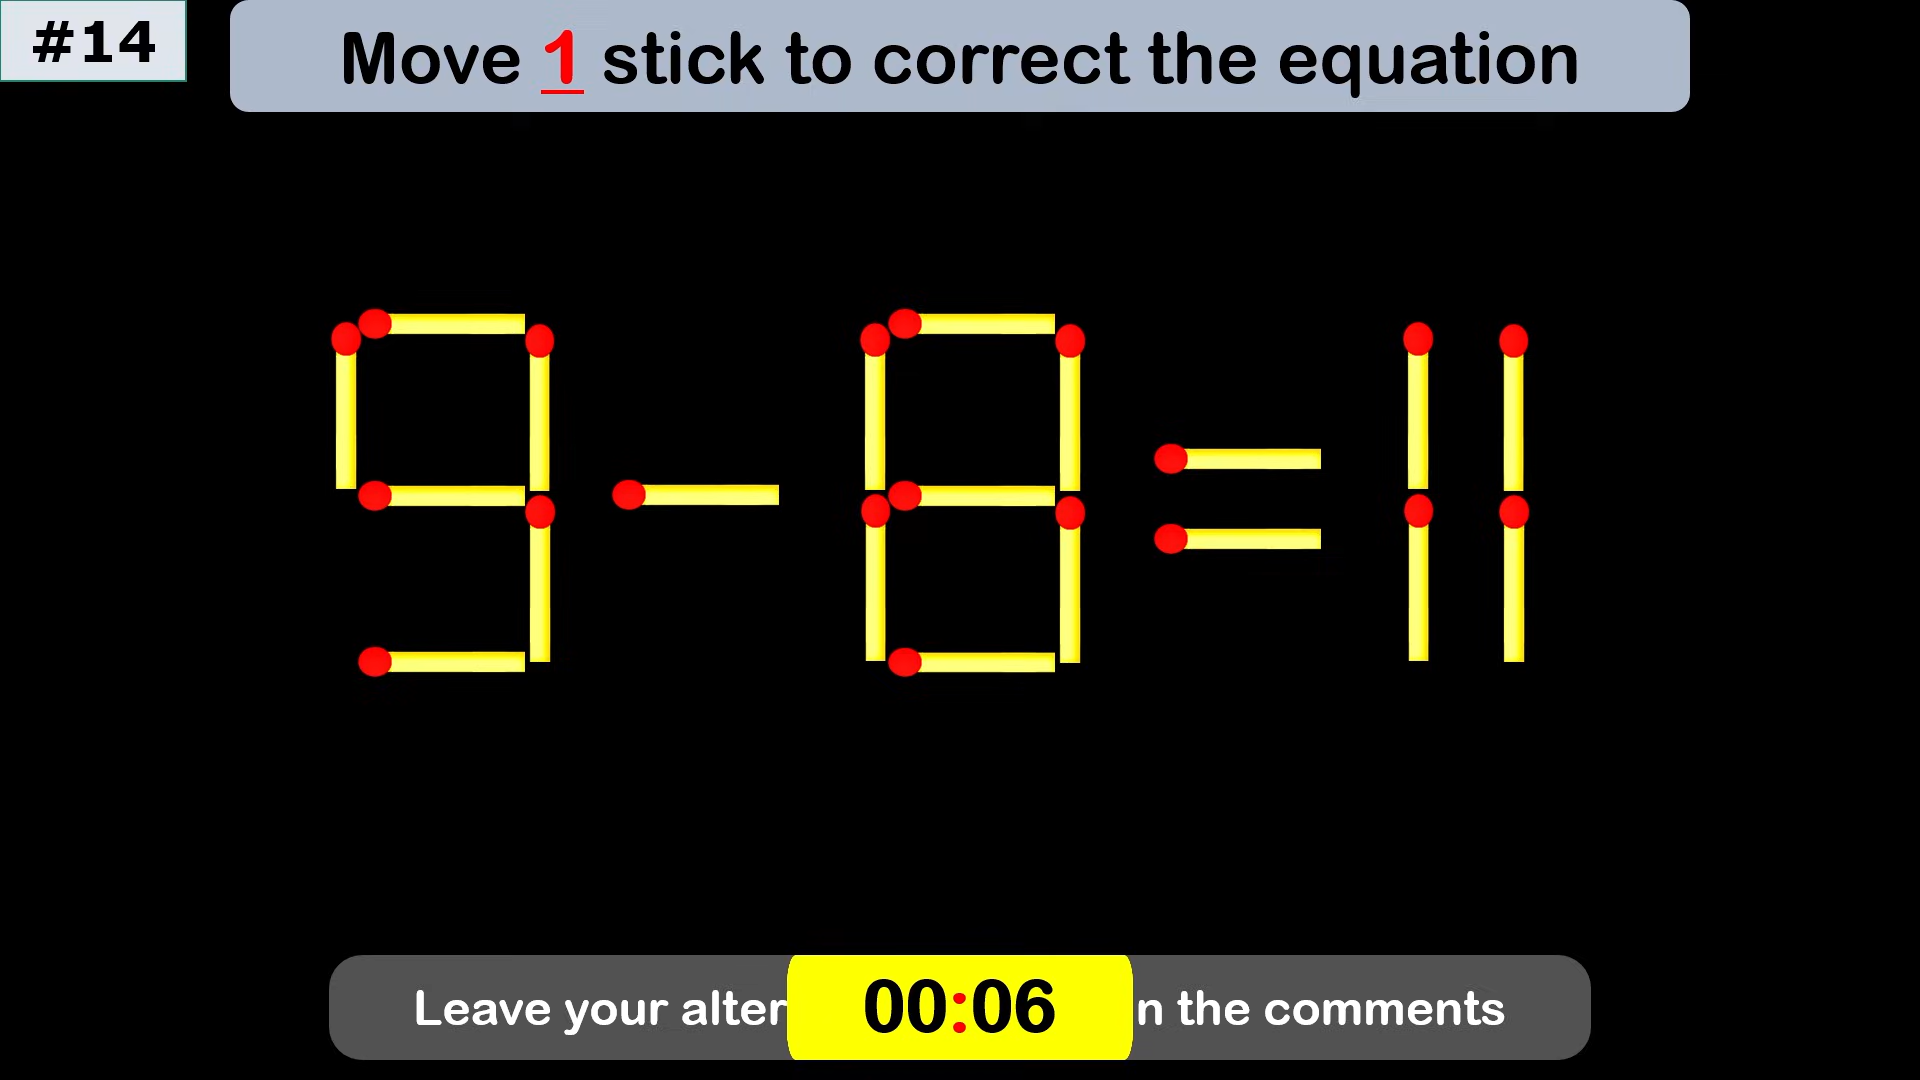 #14
Move 1 stick to correct the equation
9-8=11
Leave your alter
00:06
n the comments